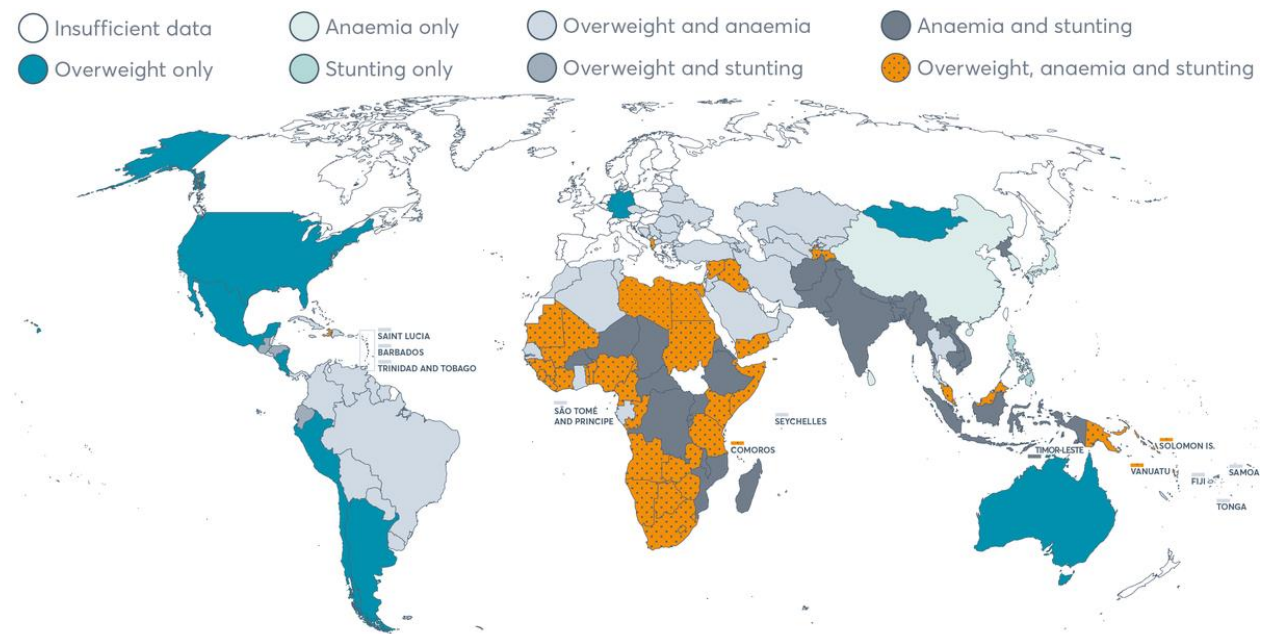 Insufficient data
Anaemia only
Overweight and anaemia
Anaemia and stunting
Overweight only
Stunting only
Overweight and stunting
Overweight, anaemia and stunting
SAINT LUCIA
BARBADOS
TRINIDAD AND TOBAGO
SÃO TOMÉ
AND PRINCIPE
SEYCHELLES
COMOROS
TIMOR-LESTE
SOLOMON IS.
VANUATU
FIJI
SAMOA
TONGA